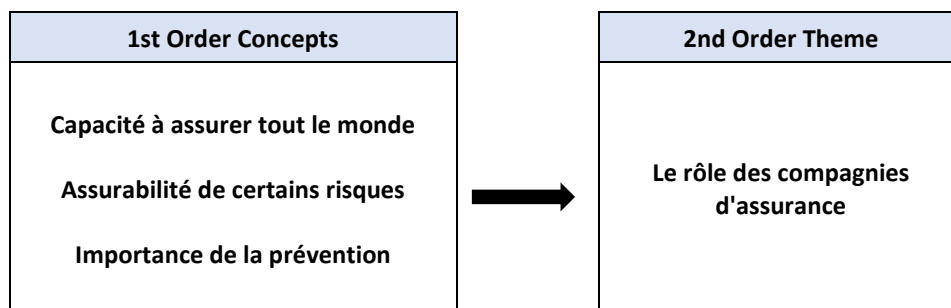 1st Order Concepts
Capacité à assurer tout le monde
Assurabilité de certains risques
Importance de la prévention
2nd Order Theme
Le rôle des compagnies
d'assurance